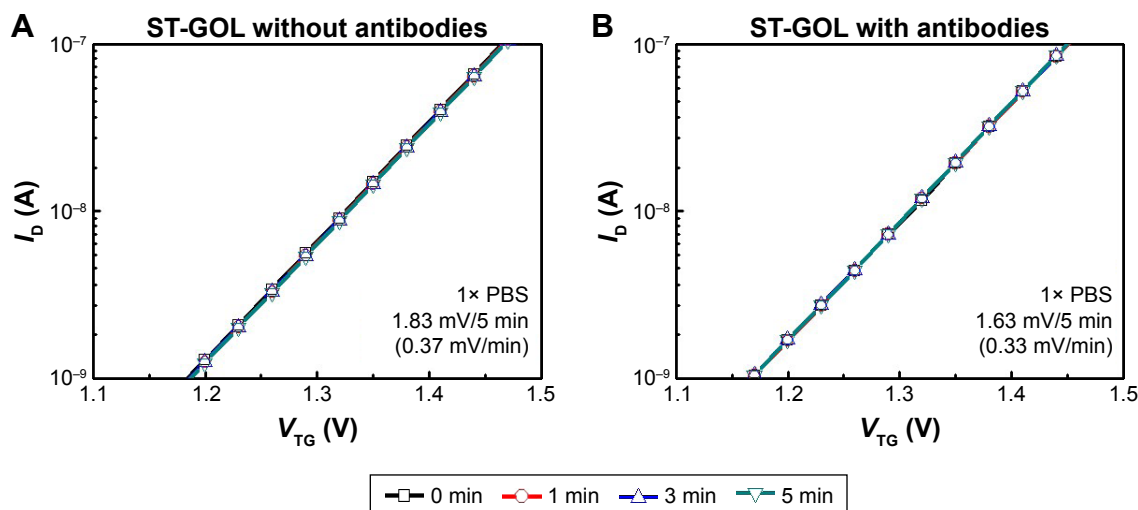 A
ST-GOL without antibodies
10⁻⁷
10⁻⁸
10⁻⁹
I_D (A)
1× PBS
1.83 mV/5 min
(0.37 mV/min)
1.1 1.2 1.3 1.4 1.5
V_TG (V)
B
ST-GOL with antibodies
10⁻⁷
10⁻⁸
10⁻⁹
I_D (A)
1× PBS
1.63 mV/5 min
(0.33 mV/min)
1.1 1.2 1.3 1.4 1.5
V_TG (V)
0 min 1 min 3 min 5 min